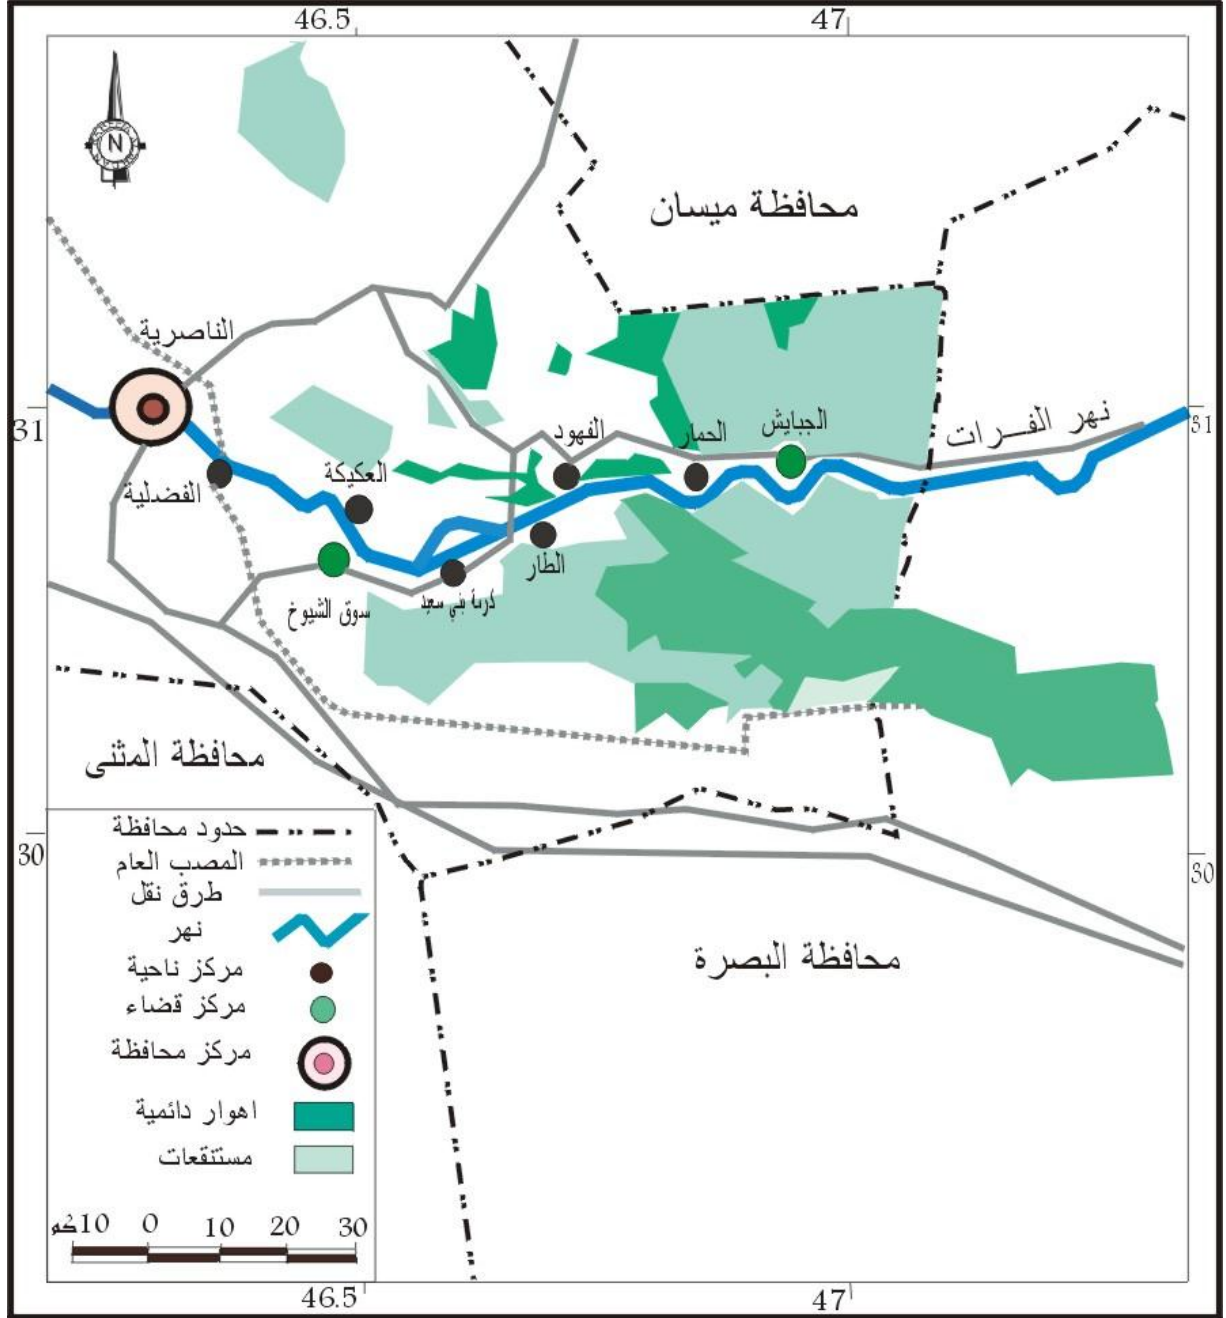 46.5
47
N
محافظة ميسان
الناصرية
31
51
نهر الفـــرات
الجبايش
الحمار
الفهود
العكيكة
الفضلية
الطار
كرمة بني سعيد
سوق الشيوخ
محافظة المثنى
حدود محافظة
المصب العام
طرق نقل
نهر
مركز ناحية
مركز قضاء
مركز محافظة
اهوار دائمية
مستنقعات
30
30
محافظة البصرة
10كم 0 10 20 30
46.5
47